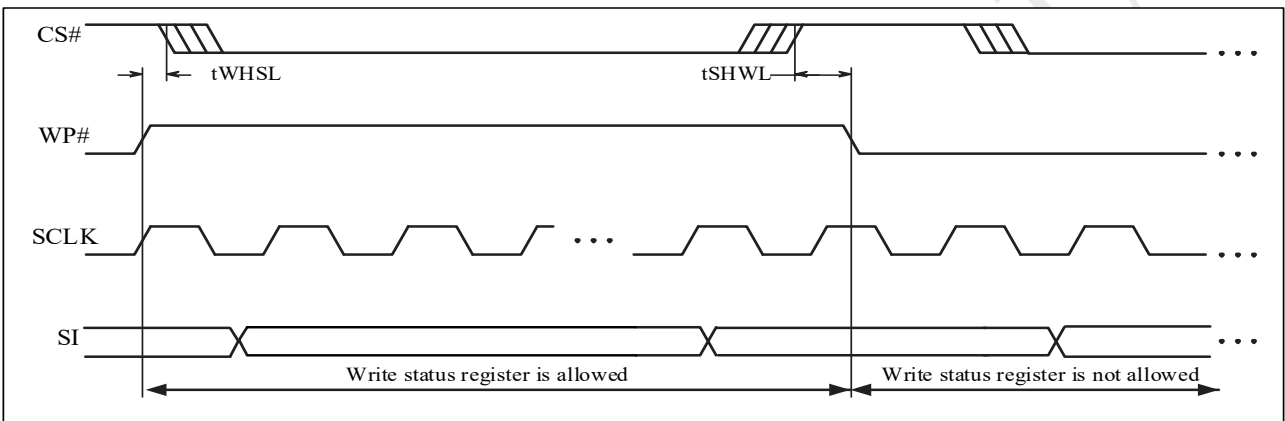 CS#
tWHSL
tSHWL
WP#
SCLK
SI
Write status register is allowed
Write status register is not allowed